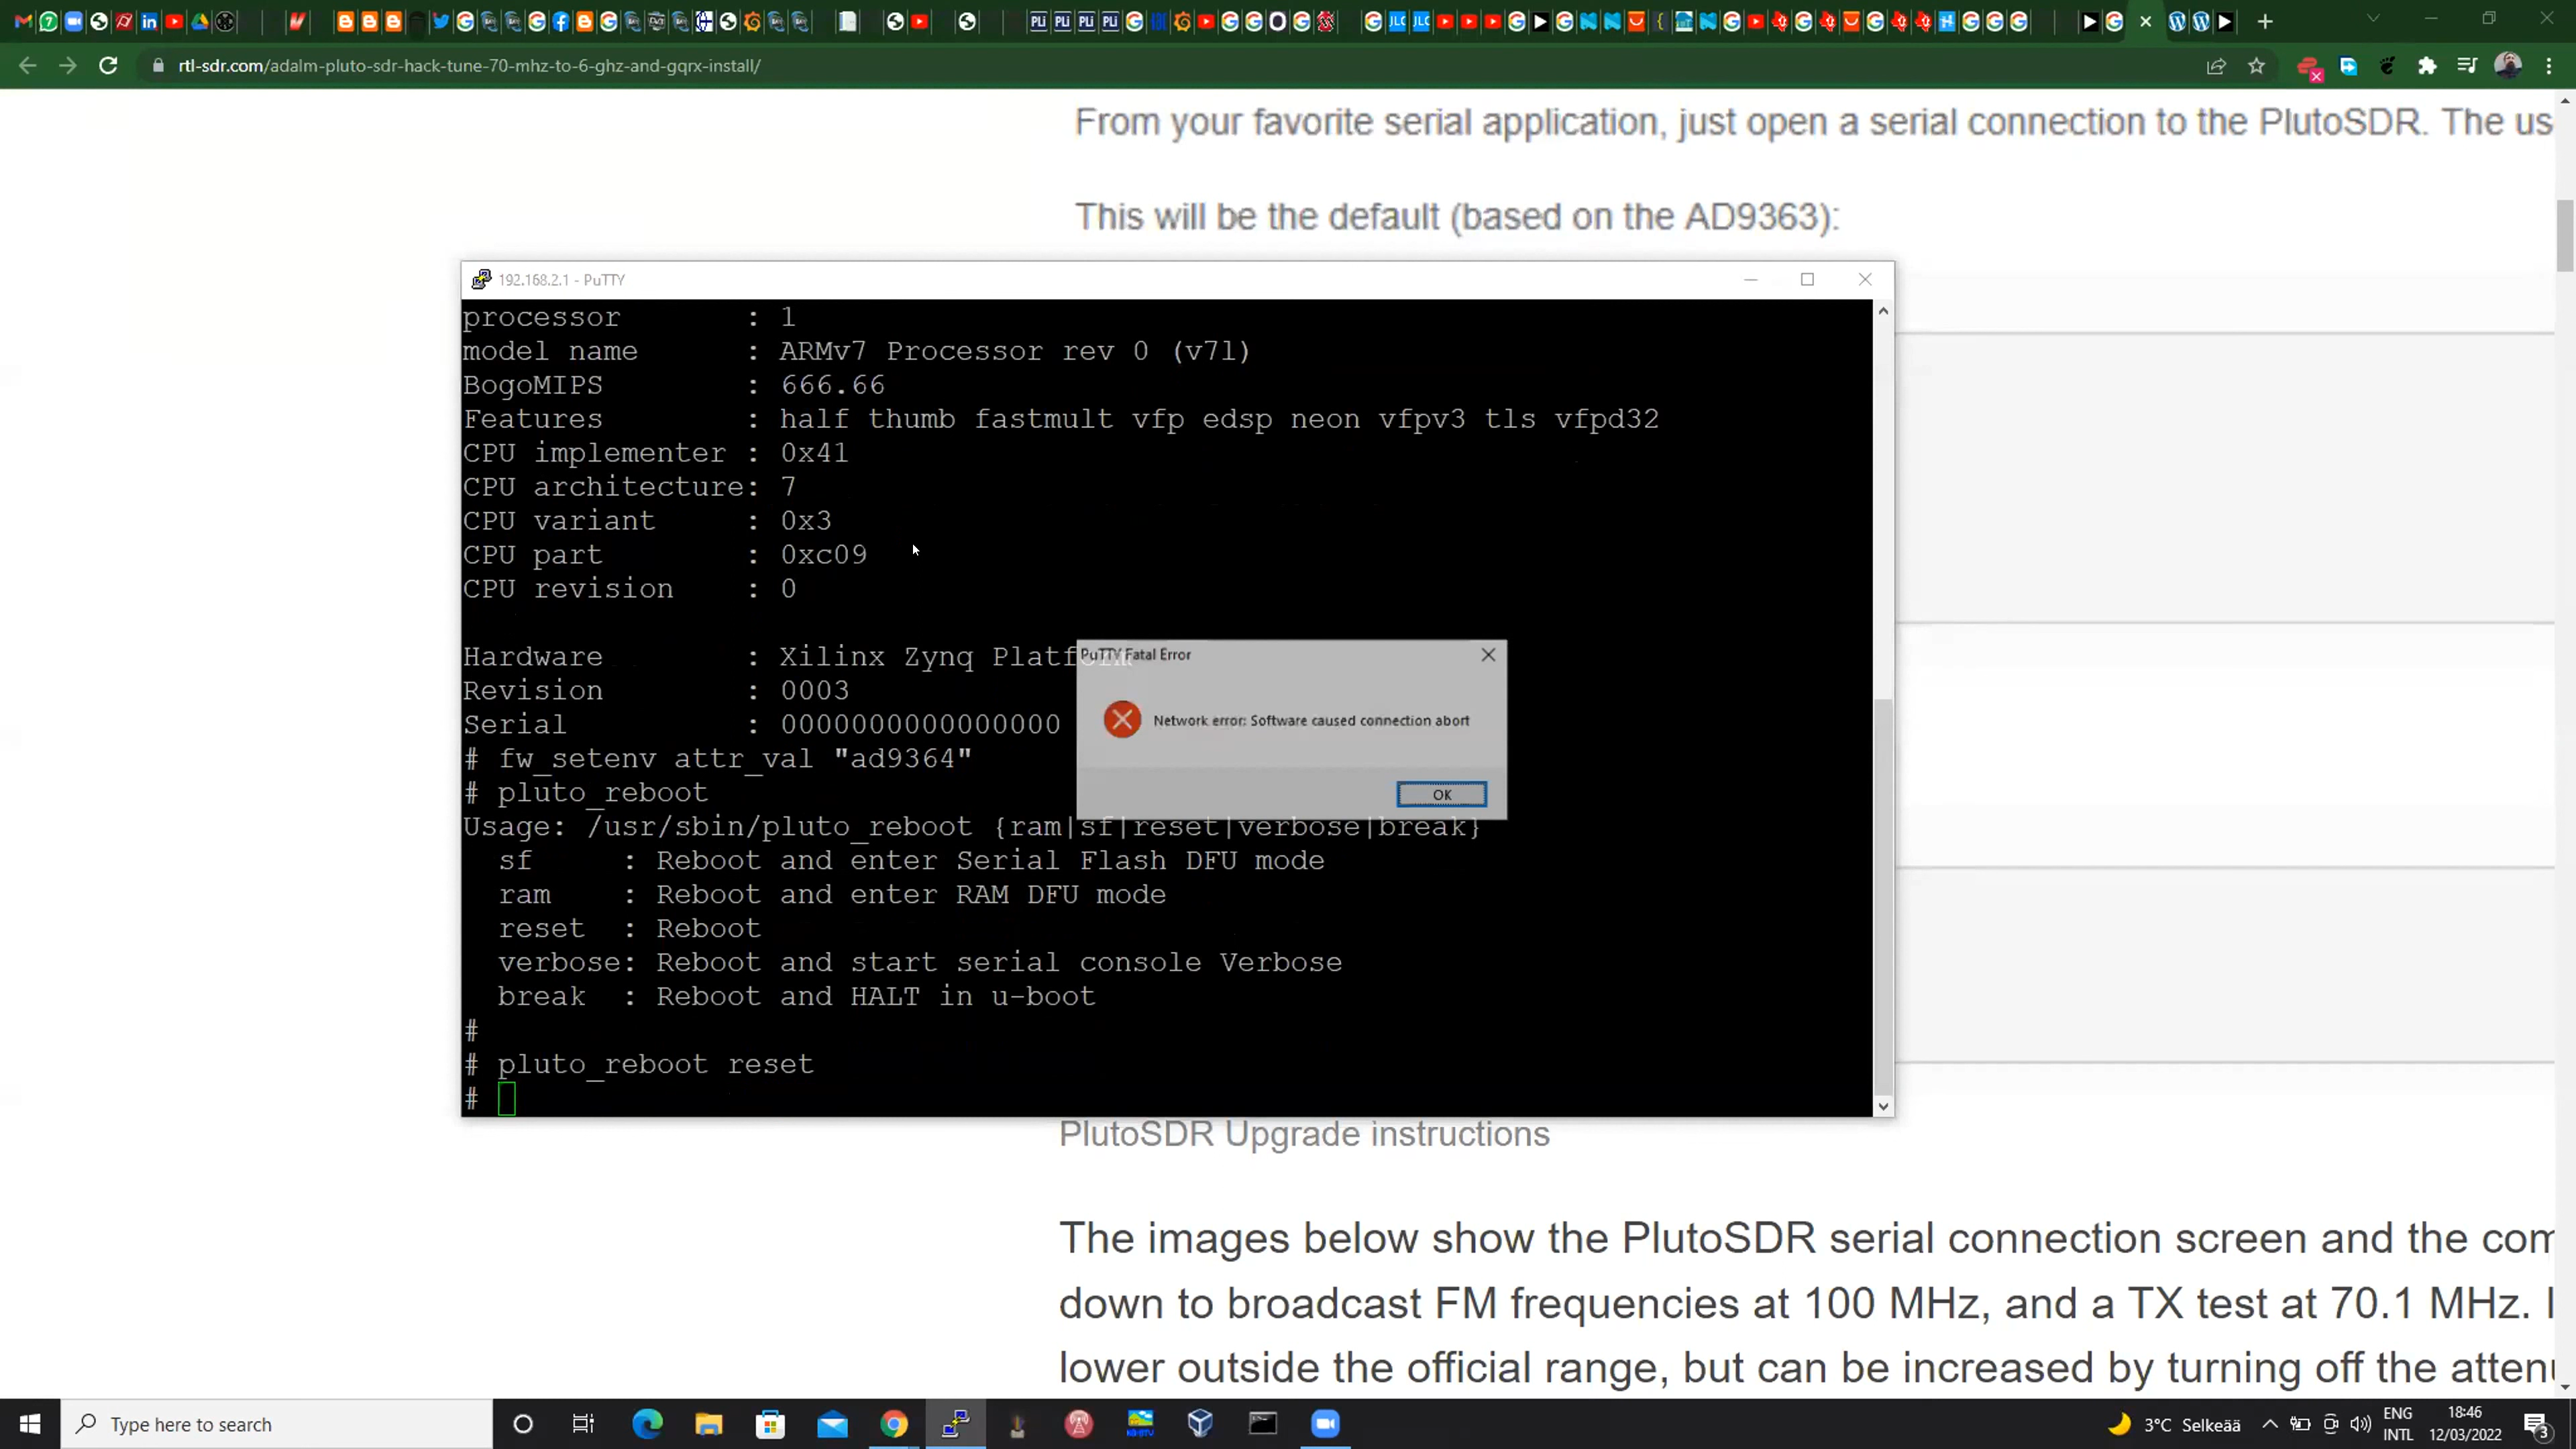 rtl-sdr.com/adalm-pluto-sdr-hack-tune-70-mhz-to-6-ghz-and-gqrx-install/
From your favorite serial application, just open a serial connection to the PlutoSDR. The us
This will be the default (based on the AD9363):
192.168.2.1 - PuTTY
processor : 1
model name : ARMv7 Processor rev 0 (v7l)
BogoMIPS : 666.66
Features : half thumb fastmult vfp edsp neon vfpv3 tls vfpd32
CPU implementer : 0x41
CPU architecture: 7
CPU variant : 0x3
CPU part : 0xc09
CPU revision : 0
Hardware : Xilinx Zynq Platform
Revision : 0003
Serial : 0000000000000000
PuTTY Fatal Error
Network error: Software caused connection abort
OK
# fw_setenv attr_val "ad9364"
# pluto_reboot
Usage: /usr/sbin/pluto_reboot {ram|sf|reset|verbose|break}
sf : Reboot and enter Serial Flash DFU mode
ram : Reboot and enter RAM DFU mode
reset : Reboot
verbose: Reboot and start serial console Verbose
break : Reboot and HALT in u-boot
#
# pluto_reboot reset
#
PlutoSDR Upgrade instructions
The images below show the PlutoSDR serial connection screen and the com
down to broadcast FM frequencies at 100 MHz, and a TX test at 70.1 MHz. I
lower outside the official range, but can be increased by turning off the attenu
Type here to search
3°C Selkeää
ENG
INTL
18:46
12/03/2022
3